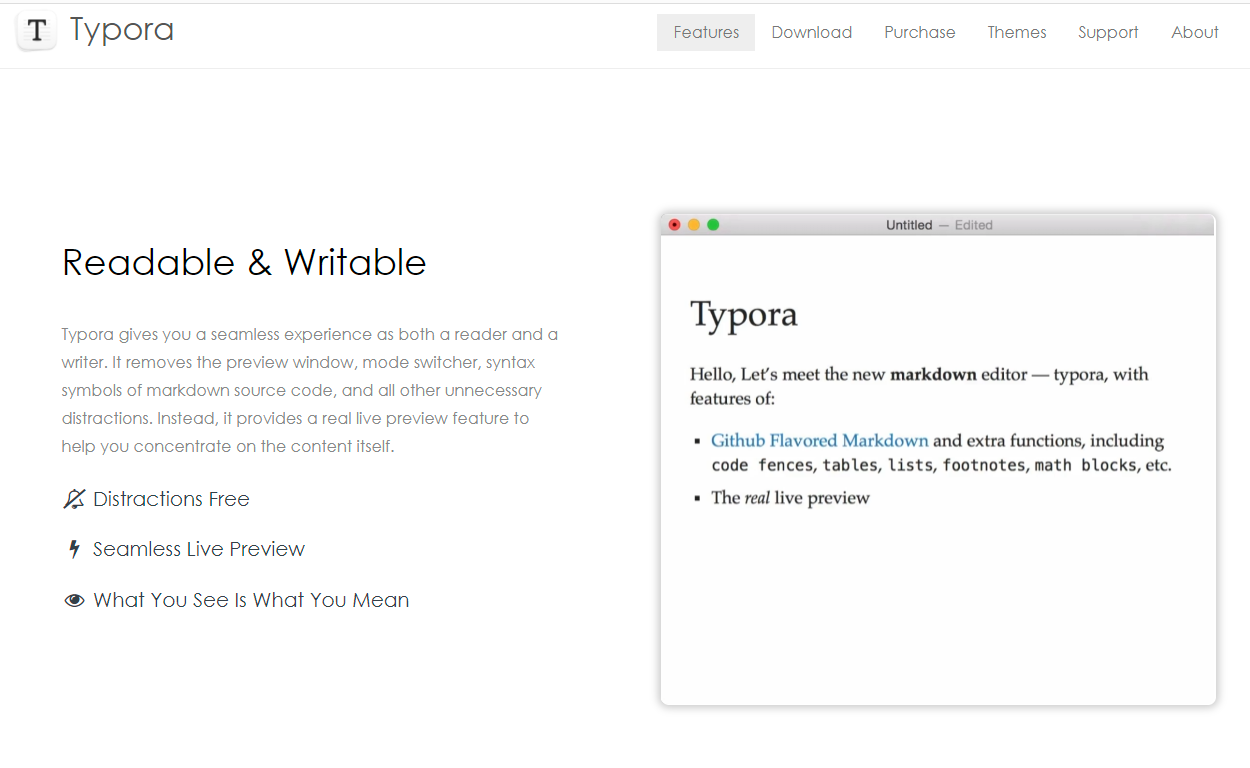 T Typora
Features Download Purchase Themes Support About
Readable & Writable
Typora gives you a seamless experience as both a reader and a
writer. It removes the preview window, mode switcher, syntax
symbols of markdown source code, and all other unnecessary
distractions. Instead, it provides a real live preview feature to
help you concentrate on the content itself.
Distractions Free
Seamless Live Preview
What You See Is What You Mean
Untitled — Edited
Typora
Hello, Let’s meet the new markdown editor — typora, with
features of:
▪ Github Flavored Markdown and extra functions, including
code fences, tables, lists, footnotes, math blocks, etc.
▪ The real live preview